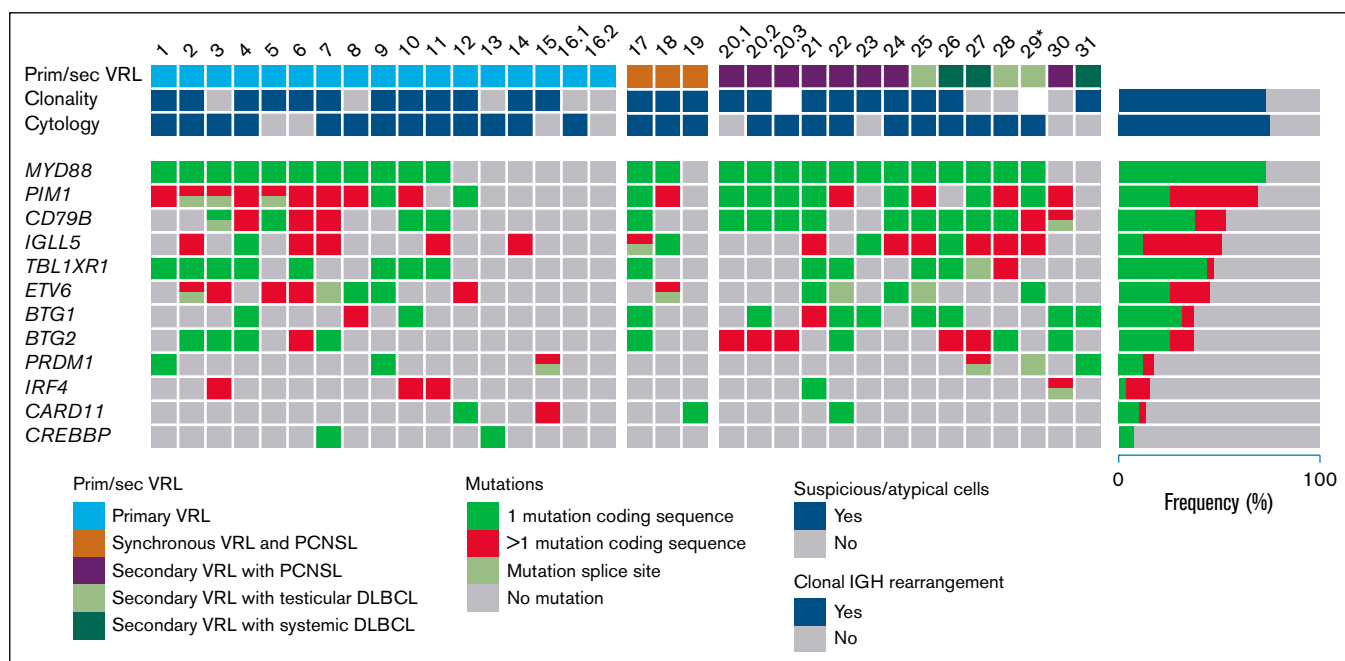 1 2 3 4 5 6 7 8 9 10 11 12 13 14 15 16.1 16.2 17 18 19 20.1 20.2 20.3 21 22 23 24 25 26 27 28 29* 30 31
Prim/sec VRL
Clonality
Cytology
MYD88
PIM1
CD79B
IGLL5
TBL1XR1
ETV6
BTG1
BTG2
PRDM1
IRF4
CARD11
CREBBP
0 100
Frequency (%)
Prim/sec VRL
Primary VRL
Synchronous VRL and PCNSL
Secondary VRL with PCNSL
Secondary VRL with testicular DLBCL
Secondary VRL with systemic DLBCL
Mutations
1 mutation coding sequence
>1 mutation coding sequence
Mutation splice site
No mutation
Suspicious/atypical cells
Yes
No
Clonal IGH rearrangement
Yes
No